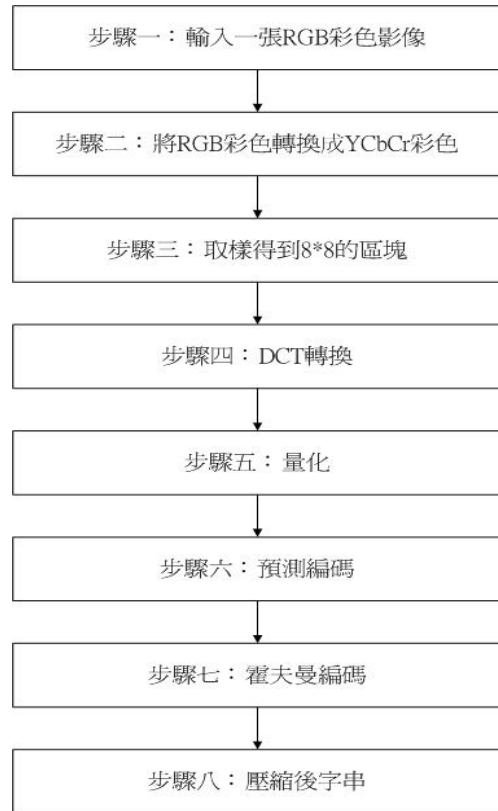 步驟一：輸入一張RGB彩色影像
步驟二：將RGB彩色轉換成YCbCr彩色
步驟三：取樣得到8*8的區塊
步驟四：DCT轉換
步驟五：量化
步驟六：預測編碼
步驟七：霍夫曼編碼
步驟八：壓縮後字串